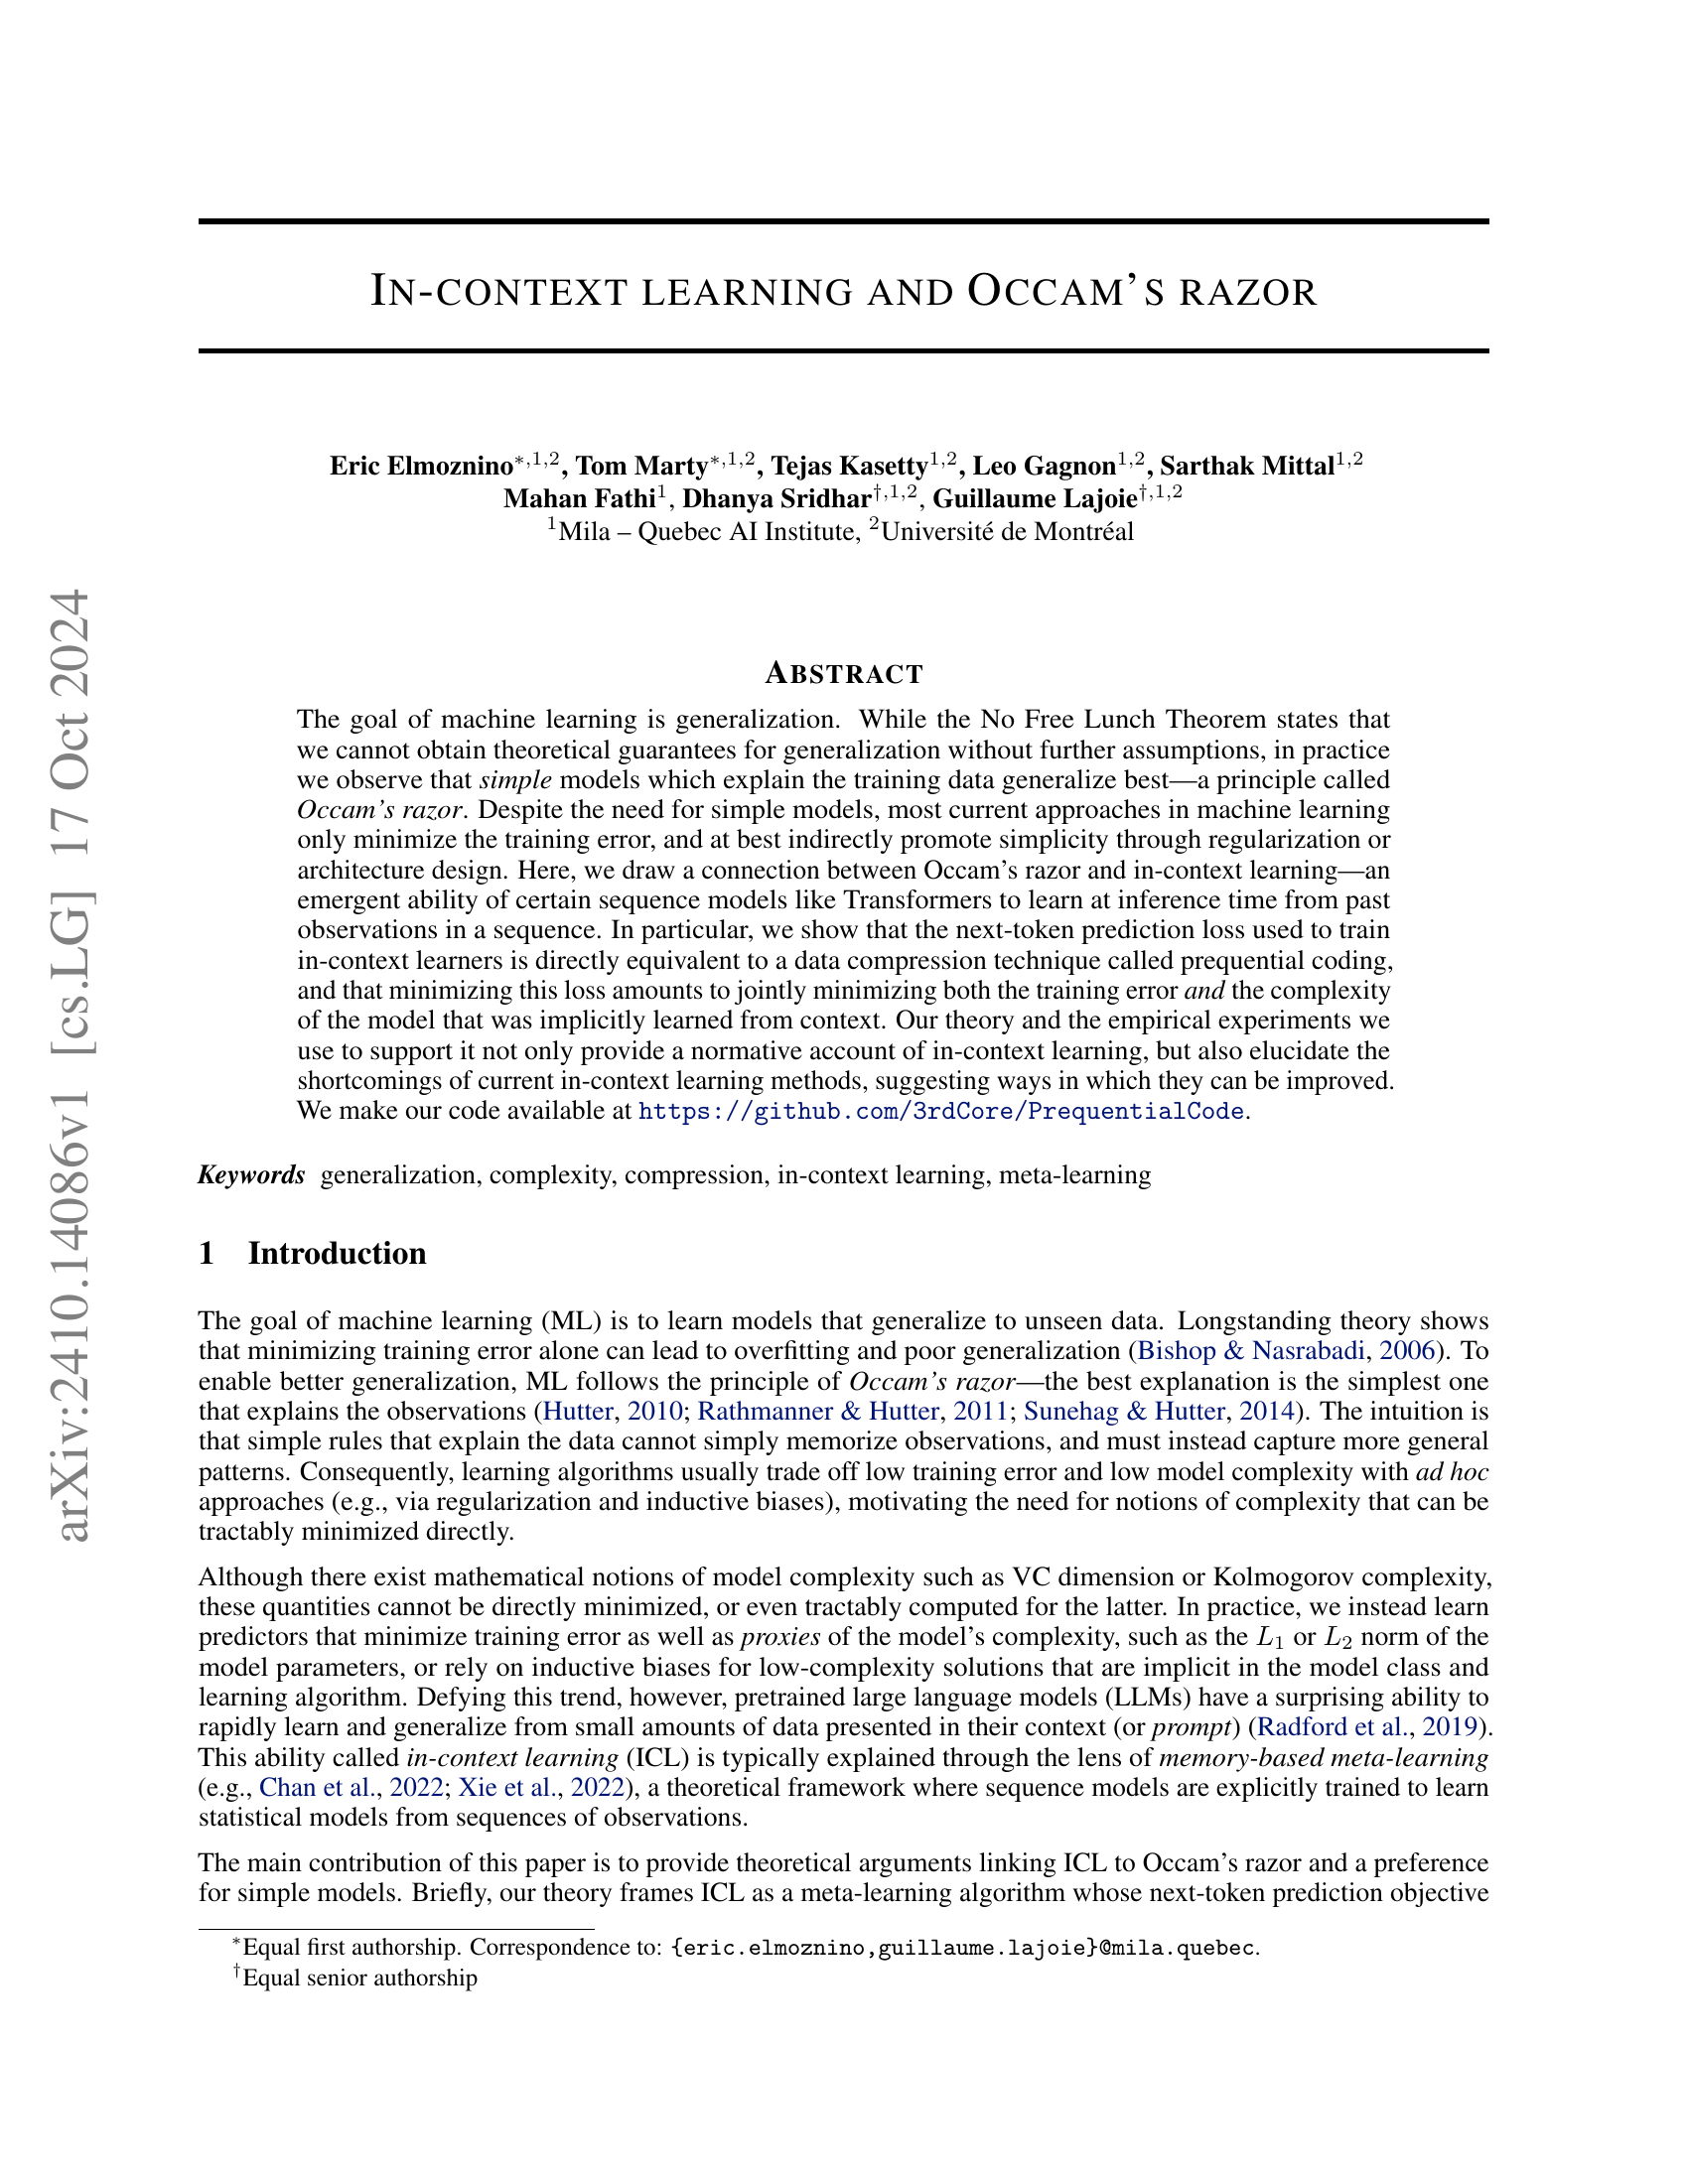 IN-CONTEXT LEARNING AND OCCAM'S RAZOR
Eric Elmoznino*,1,2, Tom Marty*,1,2, Tejas Kasetty1,2, Leo Gagnon1,2, Sarthak Mittal1,2
Mahan Fathi1, Dhanya Sridhar†,1,2, Guillaume Lajoie†,1,2
1Mila – Quebec AI Institute, 2Université de Montréal
arXiv:2410.14086v1 [cs.LG] 17 Oct 2024
ABSTRACT
The goal of machine learning is generalization. While the No Free Lunch Theorem states that
we cannot obtain theoretical guarantees for generalization without further assumptions, in practice
we observe that simple models which explain the training data generalize best—a principle called
Occam's razor. Despite the need for simple models, most current approaches in machine learning
only minimize the training error, and at best indirectly promote simplicity through regularization or
architecture design. Here, we draw a connection between Occam's razor and in-context learning—an
emergent ability of certain sequence models like Transformers to learn at inference time from past
observations in a sequence. In particular, we show that the next-token prediction loss used to train
in-context learners is directly equivalent to a data compression technique called prequential coding,
and that minimizing this loss amounts to jointly minimizing both the training error and the complexity
of the model that was implicitly learned from context. Our theory and the empirical experiments we
use to support it not only provide a normative account of in-context learning, but also elucidate the
shortcomings of current in-context learning methods, suggesting ways in which they can be improved.
We make our code available at https://github.com/3rdCore/PrequentialCode.
Keywords generalization, complexity, compression, in-context learning, meta-learning
1 Introduction
The goal of machine learning (ML) is to learn models that generalize to unseen data. Longstanding theory shows
that minimizing training error alone can lead to overfitting and poor generalization (Bishop & Nasrabadi, 2006). To
enable better generalization, ML follows the principle of Occam's razor—the best explanation is the simplest one
that explains the observations (Hutter, 2010; Rathmanner & Hutter, 2011; Sunehag & Hutter, 2014). The intuition is
that simple rules that explain the data cannot simply memorize observations, and must instead capture more general
patterns. Consequently, learning algorithms usually trade off low training error and low model complexity with ad hoc
approaches (e.g., via regularization and inductive biases), motivating the need for notions of complexity that can be
tractably minimized directly.
Although there exist mathematical notions of model complexity such as VC dimension or Kolmogorov complexity,
these quantities cannot be directly minimized, or even tractably computed for the latter. In practice, we instead learn
predictors that minimize training error as well as proxies of the model's complexity, such as the L1 or L2 norm of the
model parameters, or rely on inductive biases for low-complexity solutions that are implicit in the model class and
learning algorithm. Defying this trend, however, pretrained large language models (LLMs) have a surprising ability to
rapidly learn and generalize from small amounts of data presented in their context (or prompt) (Radford et al., 2019).
This ability called in-context learning (ICL) is typically explained through the lens of memory-based meta-learning
(e.g., Chan et al., 2022; Xie et al., 2022), a theoretical framework where sequence models are explicitly trained to learn
statistical models from sequences of observations.
The main contribution of this paper is to provide theoretical arguments linking ICL to Occam's razor and a preference
for simple models. Briefly, our theory frames ICL as a meta-learning algorithm whose next-token prediction objective
*Equal first authorship. Correspondence to: {eric.elmoznino,guillaume.lajoie}@mila.quebec.
†Equal senior authorship